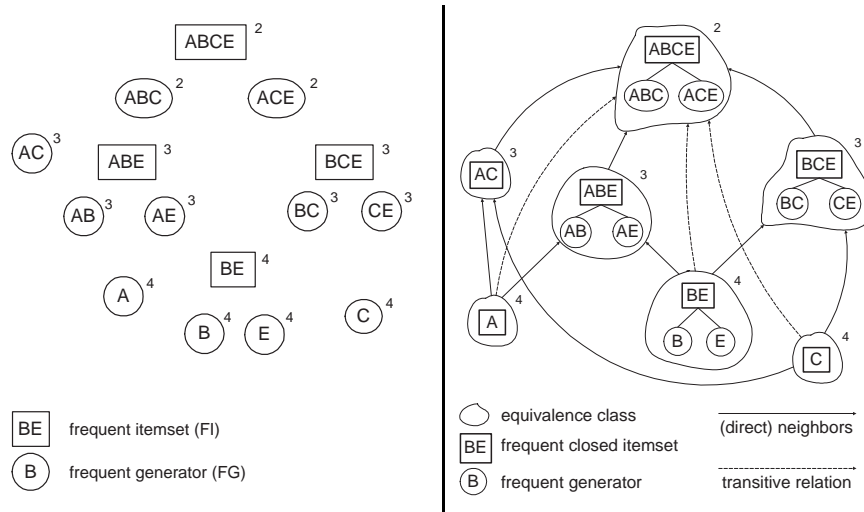 ABCE 2
ABC 2
ACE 2
AC 3
ABE 3
BCE 3
AB 3
AE 3
BC 3
CE 3
BE 4
A 4
B 4
E 4
C 4
BE frequent itemset (FI)
B frequent generator (FG)
2
ABCE
ABC ACE
3
AC
3
ABE
AB AE
3
BCE
BC CE
4
A
4
BE
B E
4
C
equivalence class
BE frequent closed itemset
B frequent generator
(direct) neighbors
transitive relation